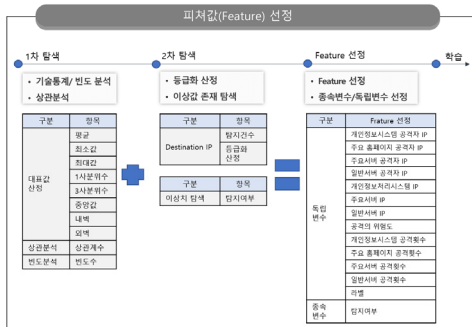 피쳐값(Feature) 선정
1차 탐색
2차 탐색
Feature 선정
학습
• 기술통계/ 빈도 분석
• 상관분석
• 등급화 산정
• 이상값 존재 탐색
• Feature 선정
• 종속변수/독립변수 선정
구분 항목
대표값 산정
평균
최소값
최대값
1사분위수
3사분위수
중앙값
내벽
외벽
상관분석 상관계수
빈도분석 빈도수
구분 항목
Destination IP
탐지건수
등급화 산정
구분 항목
이상치 탐색 탐지여부
구분 Frature 선정
독립 변수
개인정보시스템 공격자 IP
주요 홈페이지 공격자 IP
주요서버 공격자 IP
일반서버 공격자 IP
개인정보처리시스템 IP
주요서버 IP
일반서버 IP
공격의 위험도
개인정보시스템 공격횟수
주요 홈페이지 공격횟수
주요서버 공격횟수
일반서버 공격횟수
라벨
종속 변수
탐지여부